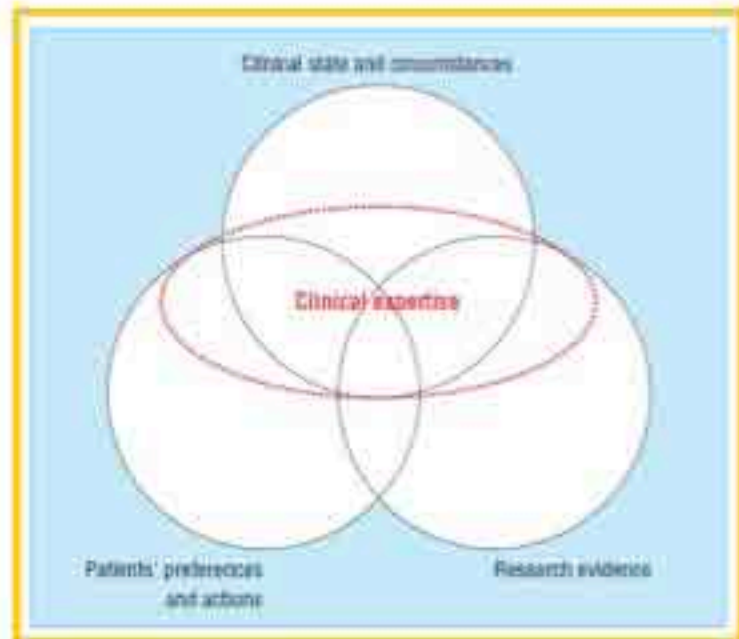 Clinical state and circumstances
Clinical expertise
Patients' preferences
and actions
Research evidence